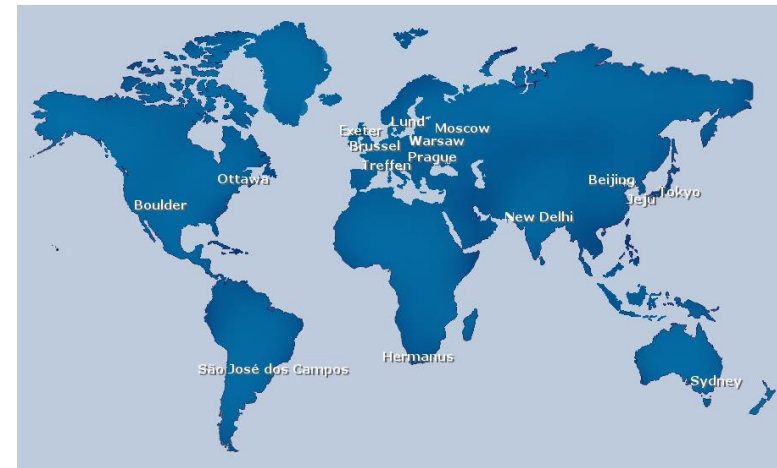 Lund
Exeter
Moscow
Brussel
Warsaw
Prague
Treffen
Ottawa
Beijing
Tokyo
Jeju
Boulder
New Delhi
Hermanus
São José dos Campos
Sydney